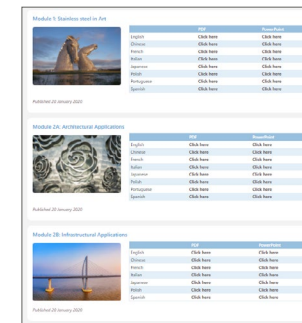 Module 1: Stainless steel in Art
PDF PowerPoint
English Click here Click here
Chinese Click here Click here
French Click here Click here
Italian Click here Click here
Japanese Click here Click here
Polish Click here Click here
Portuguese Click here Click here
Spanish Click here Click here
Published 20 January 2020
Module 2A: Architectural Applications
PDF PowerPoint
English Click here Click here
Chinese Click here Click here
French Click here Click here
Italian Click here Click here
Japanese Click here Click here
Polish Click here Click here
Portuguese Click here Click here
Spanish Click here Click here
Published 20 January 2020
Module 2B: Infrastructural Applications
PDF PowerPoint
English Click here Click here
French Click here Click here
Italian Click here Click here
Japanese Click here Click here
Polish Click here Click here
Spanish Click here Click here
Published 20 January 2020